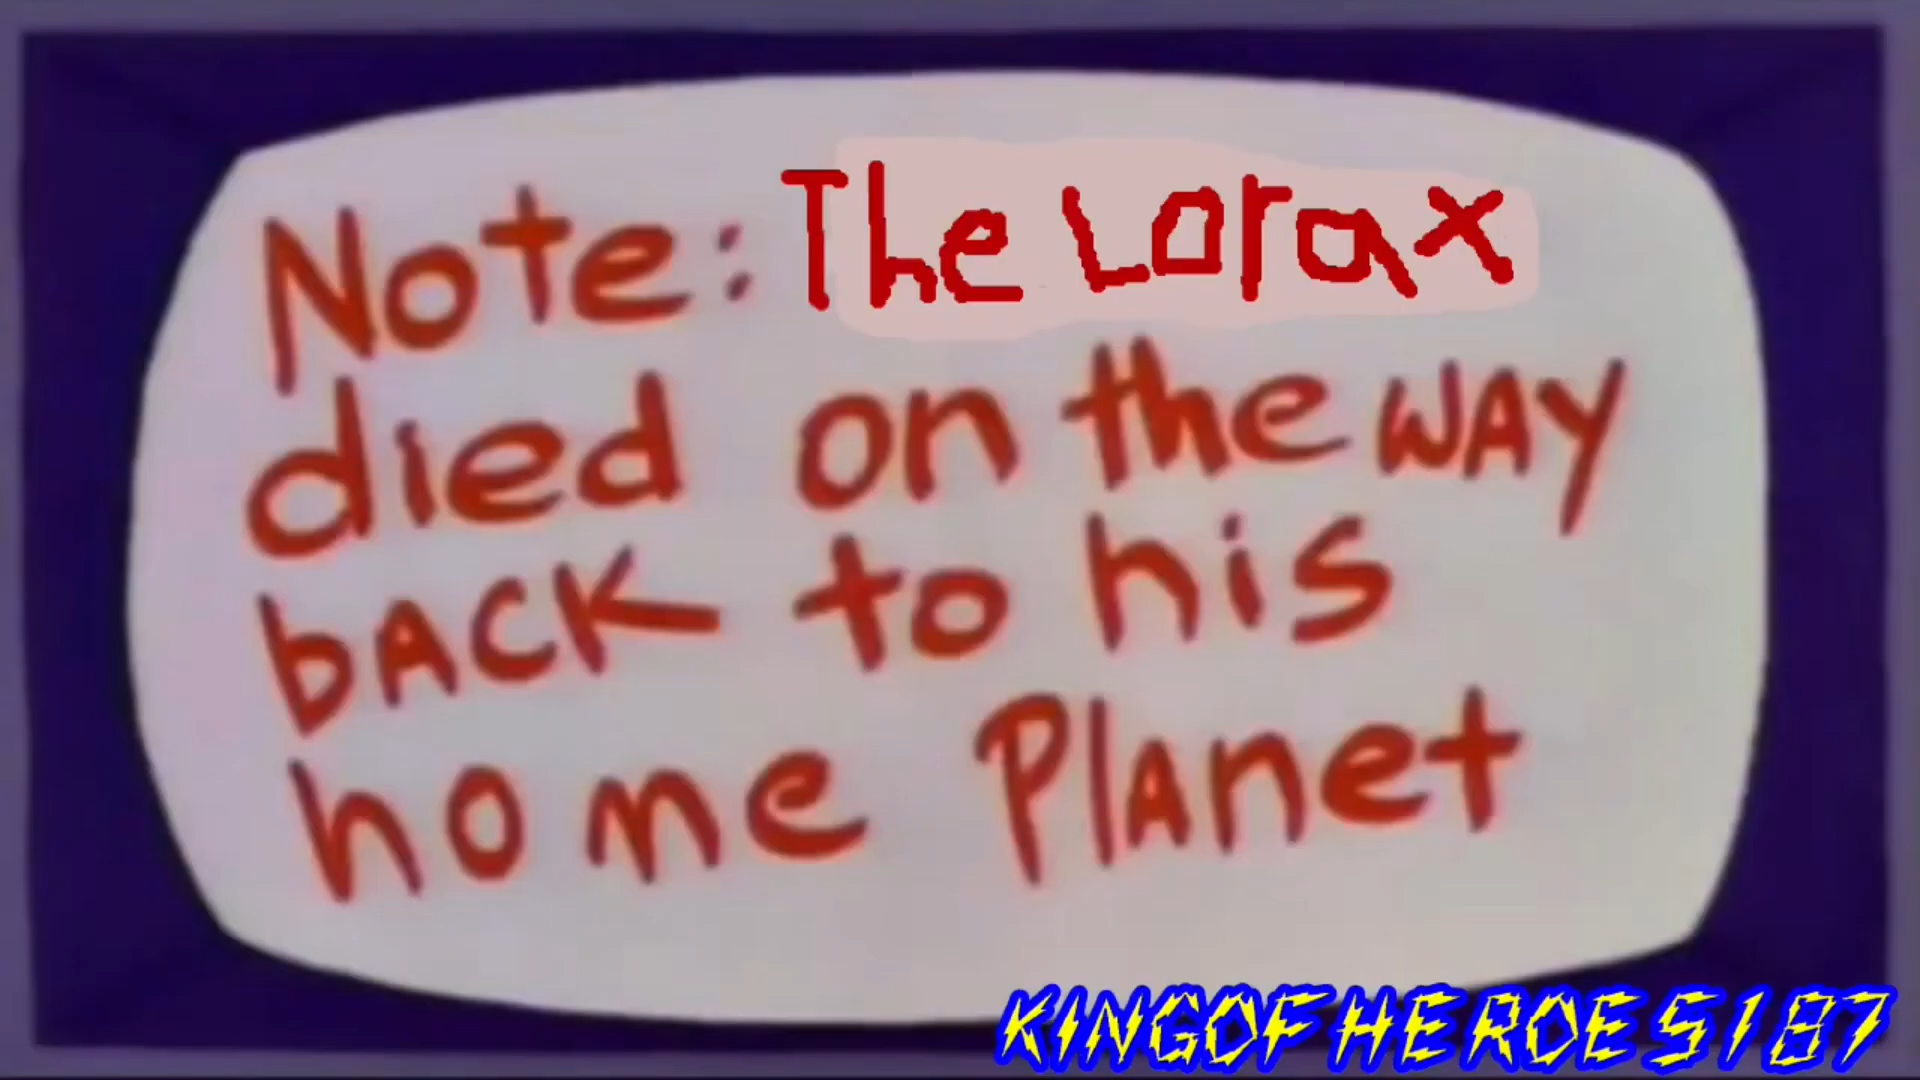 Note: The Lorax
died on the WAY
bACK to his
home PlAnet
KINGOFHEROES187